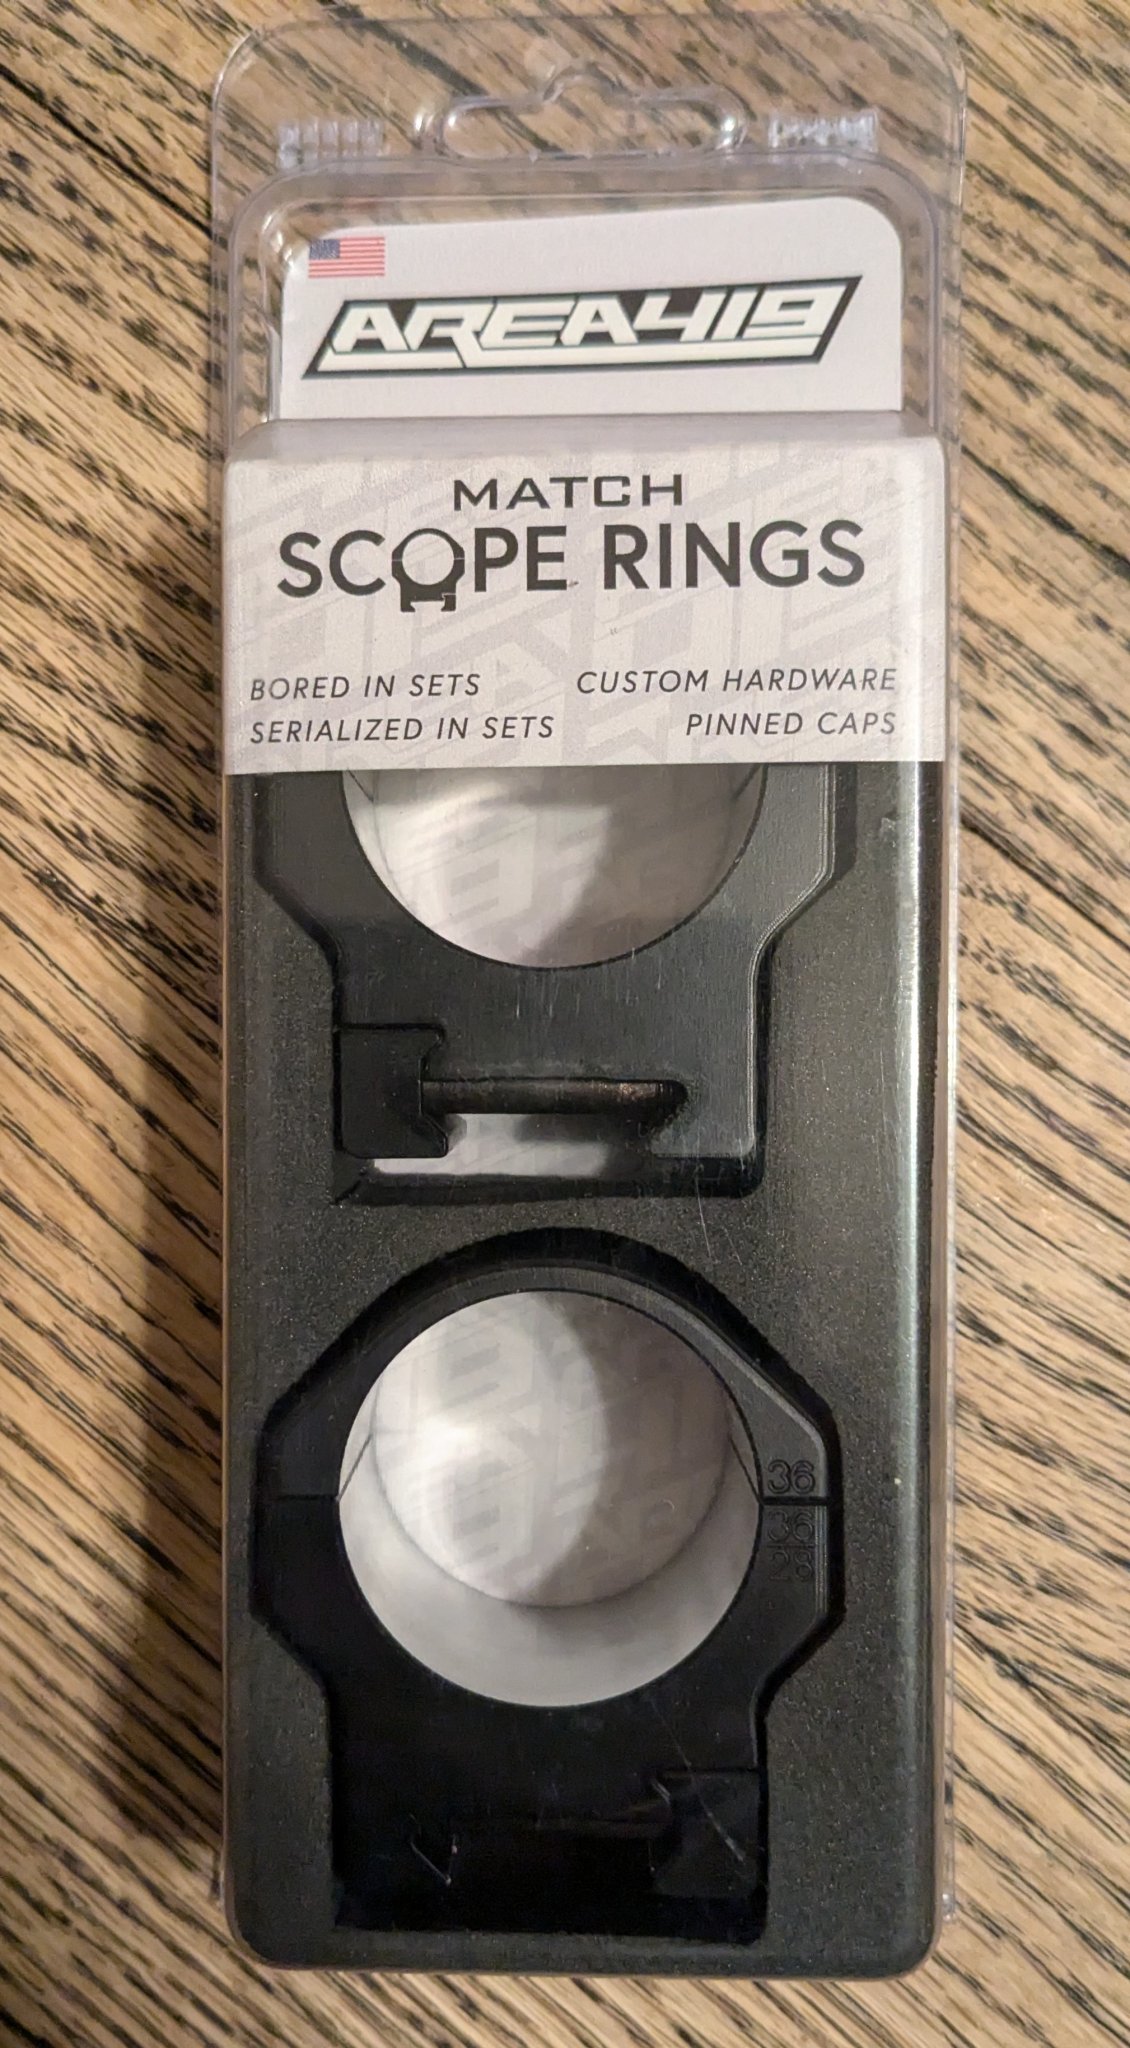 AREA419
MATCH
SCOPE RINGS
BORED IN SETS
CUSTOM HARDWARE
SERIALIZED IN SETS
PINNED CAPS
36
36
28